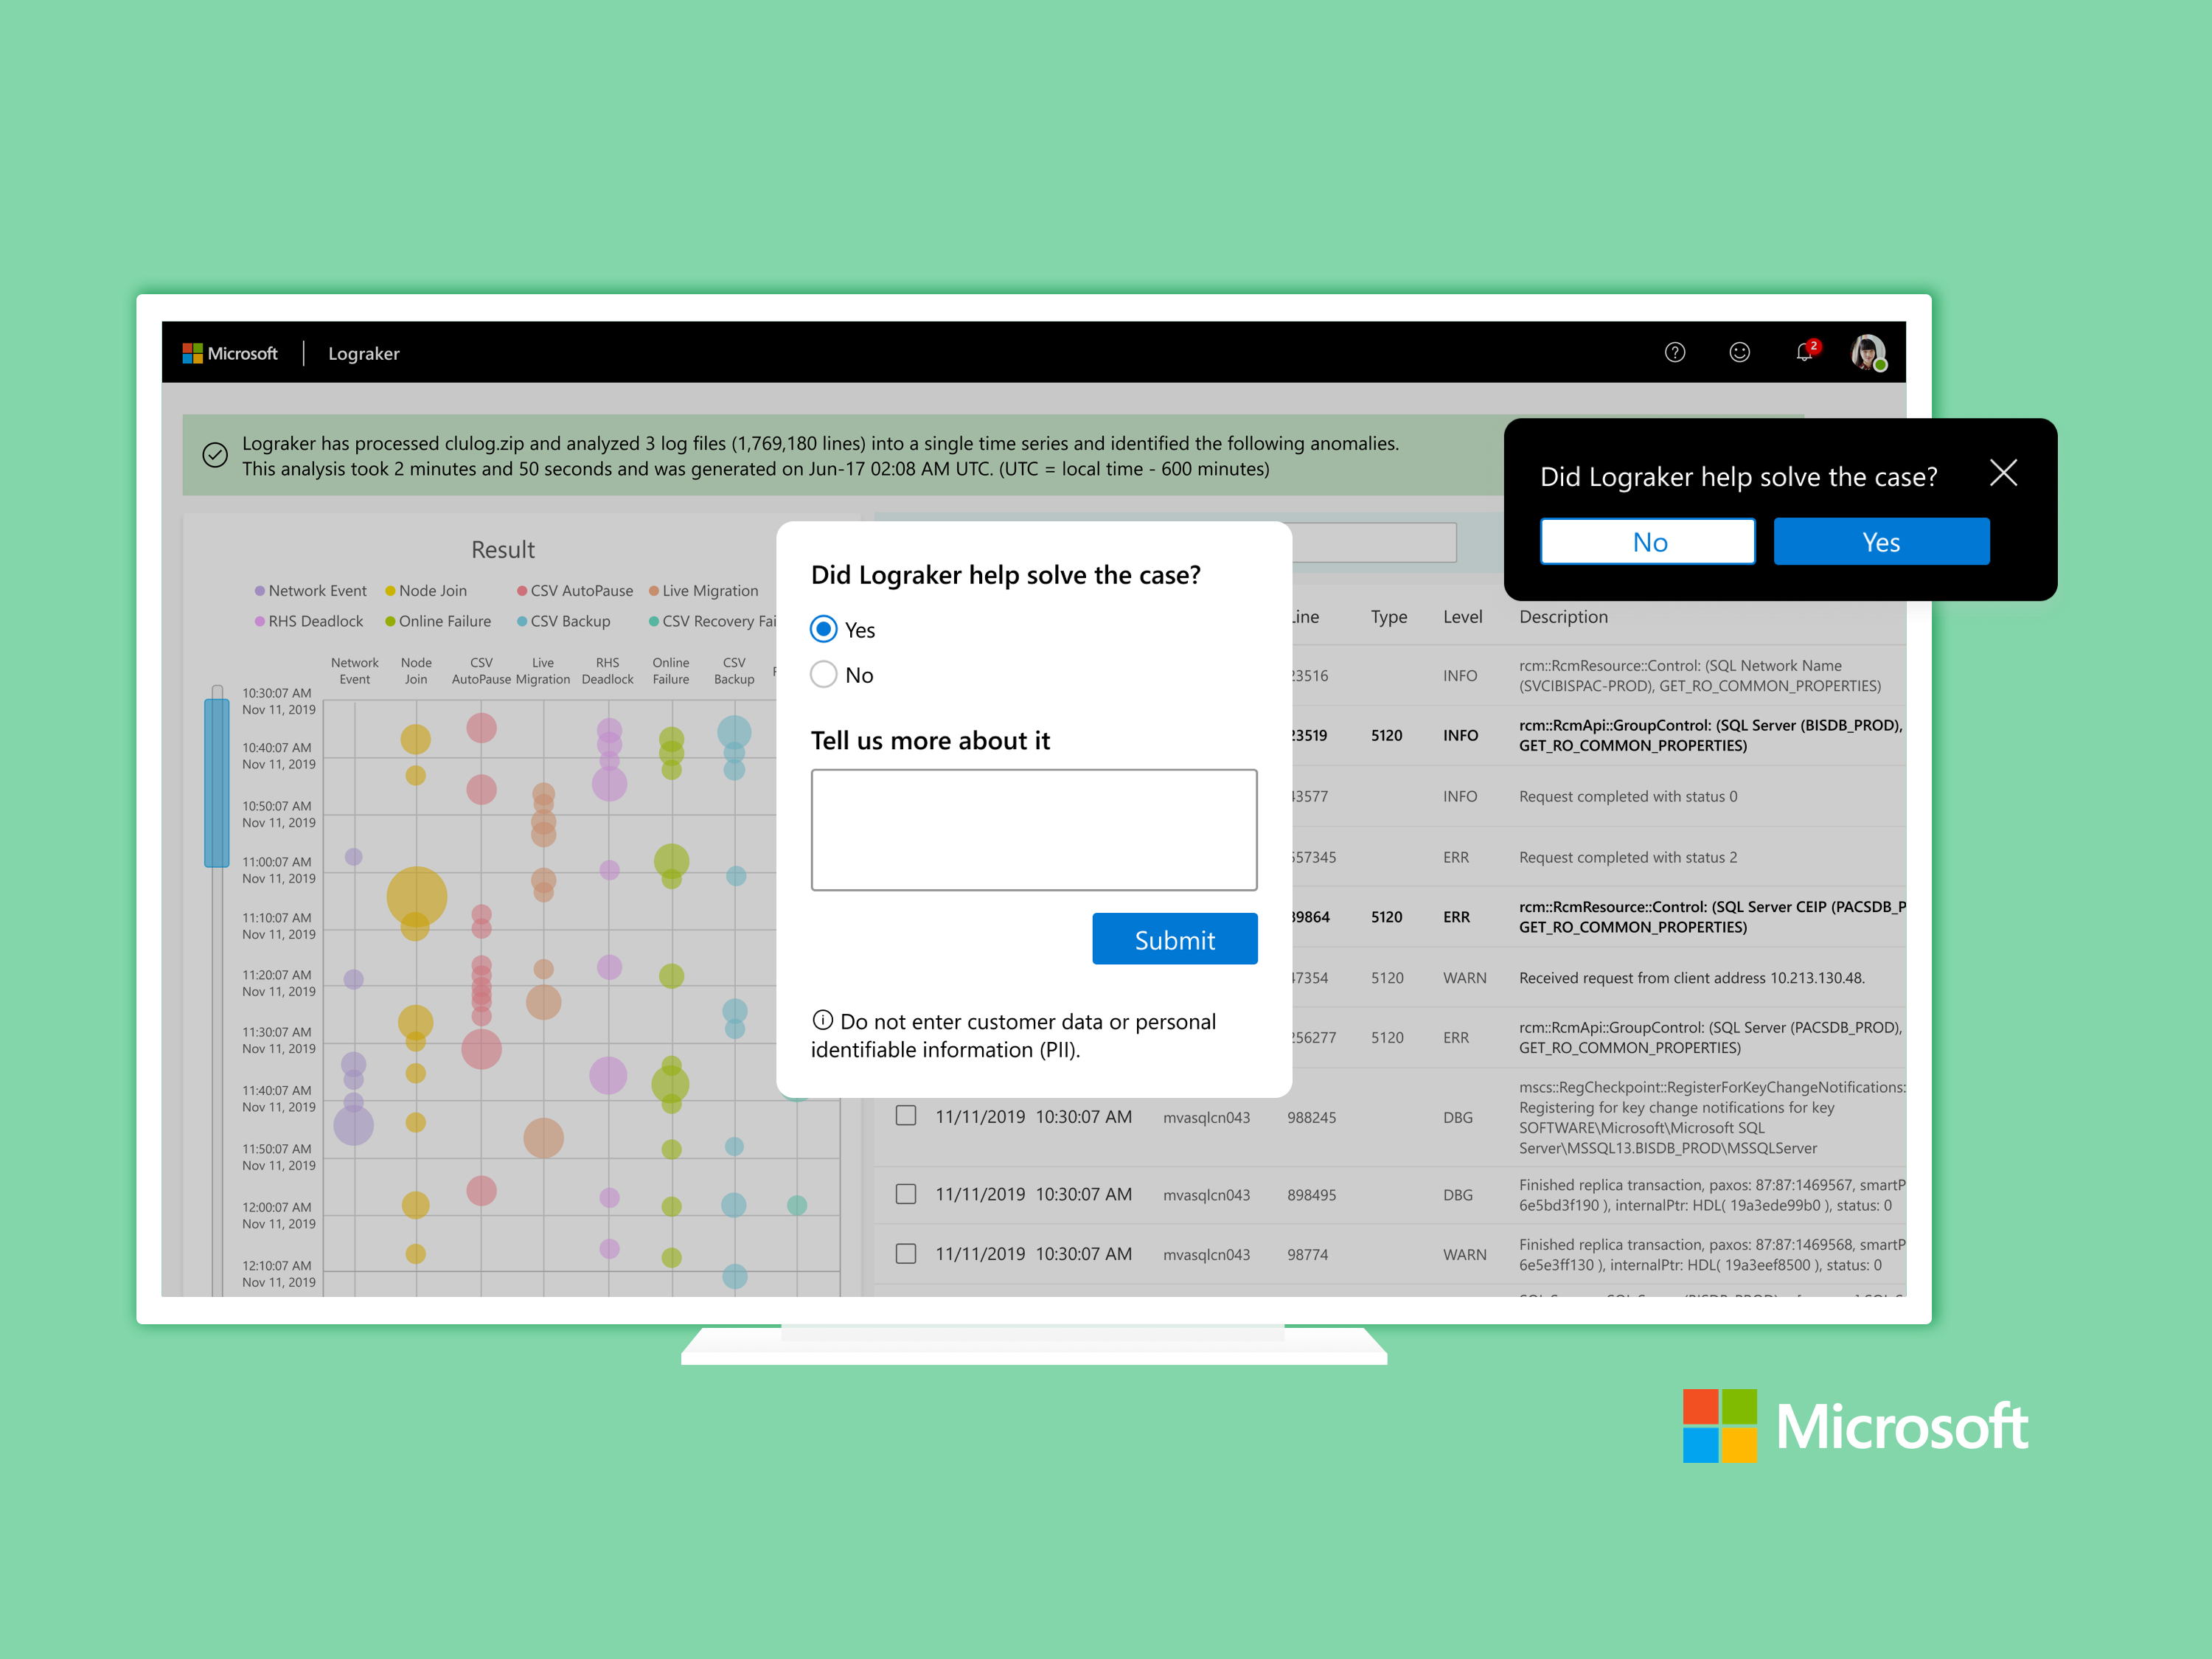 Microsoft | Lograker
2
Lograker has processed clulog.zip and analyzed 3 log files (1,769,180 lines) into a single time series and identified the following anomalies.
This analysis took 2 minutes and 50 seconds and was generated on Jun-17 02:08 AM UTC. (UTC = local time - 600 minutes)
Did Lograker help solve the case?
No
Yes
Result
Network Event Node Join CSV AutoPause Live Migration
RHS Deadlock Online Failure CSV Backup CSV Recovery Fai
Network Node CSV Live RHS Online CSV
Event Join AutoPause Migration Deadlock Failure Backup
10:30:07 AM
Nov 11, 2019
10:40:07 AM
Nov 11, 2019
10:50:07 AM
Nov 11, 2019
11:00:07 AM
Nov 11, 2019
11:10:07 AM
Nov 11, 2019
11:20:07 AM
Nov 11, 2019
11:30:07 AM
Nov 11, 2019
11:40:07 AM
Nov 11, 2019
11:50:07 AM
Nov 11, 2019
12:00:07 AM
Nov 11, 2019
12:10:07 AM
Nov 11, 2019
Did Lograker help solve the case?
Yes
No
Tell us more about it
Submit
Do not enter customer data or personal
identifiable information (PII).
Line Type Level Description
23516 INFO rcm::RcmResource::Control: (SQL Network Name
(SVCIBISPAC-PROD), GET_RO_COMMON_PROPERTIES)
23519 5120 INFO rcm::RcmApi::GroupControl: (SQL Server (BISDB_PROD),
GET_RO_COMMON_PROPERTIES)
43577 INFO Request completed with status 0
557345 ERR Request completed with status 2
89864 5120 ERR rcm::RcmResource::Control: (SQL Server CEIP (PACSDB_P
GET_RO_COMMON_PROPERTIES)
47354 5120 WARN Received request from client address 10.213.130.48.
256277 5120 ERR rcm::RcmApi::GroupControl: (SQL Server (PACSDB_PROD),
GET_RO_COMMON_PROPERTIES)
11/11/2019 10:30:07 AM mvasqlcn043 988245 DBG mscs::RegCheckpoint::RegisterForKeyChangeNotifications:
Registering for key change notifications for key
SOFTWARE\Microsoft\Microsoft SQL
Server\MSSQL13.BISDB_PROD\MSSQLServer
11/11/2019 10:30:07 AM mvasqlcn043 898495 DBG Finished replica transaction, paxos: 87:87:1469567, smartP
6e5bd3f190 ), internalPtr: HDL( 19a3ede99b0 ), status: 0
11/11/2019 10:30:07 AM mvasqlcn043 98774 WARN Finished replica transaction, paxos: 87:87:1469568, smartP
6e5e3ff130 ), internalPtr: HDL( 19a3eef8500 ), status: 0
Microsoft